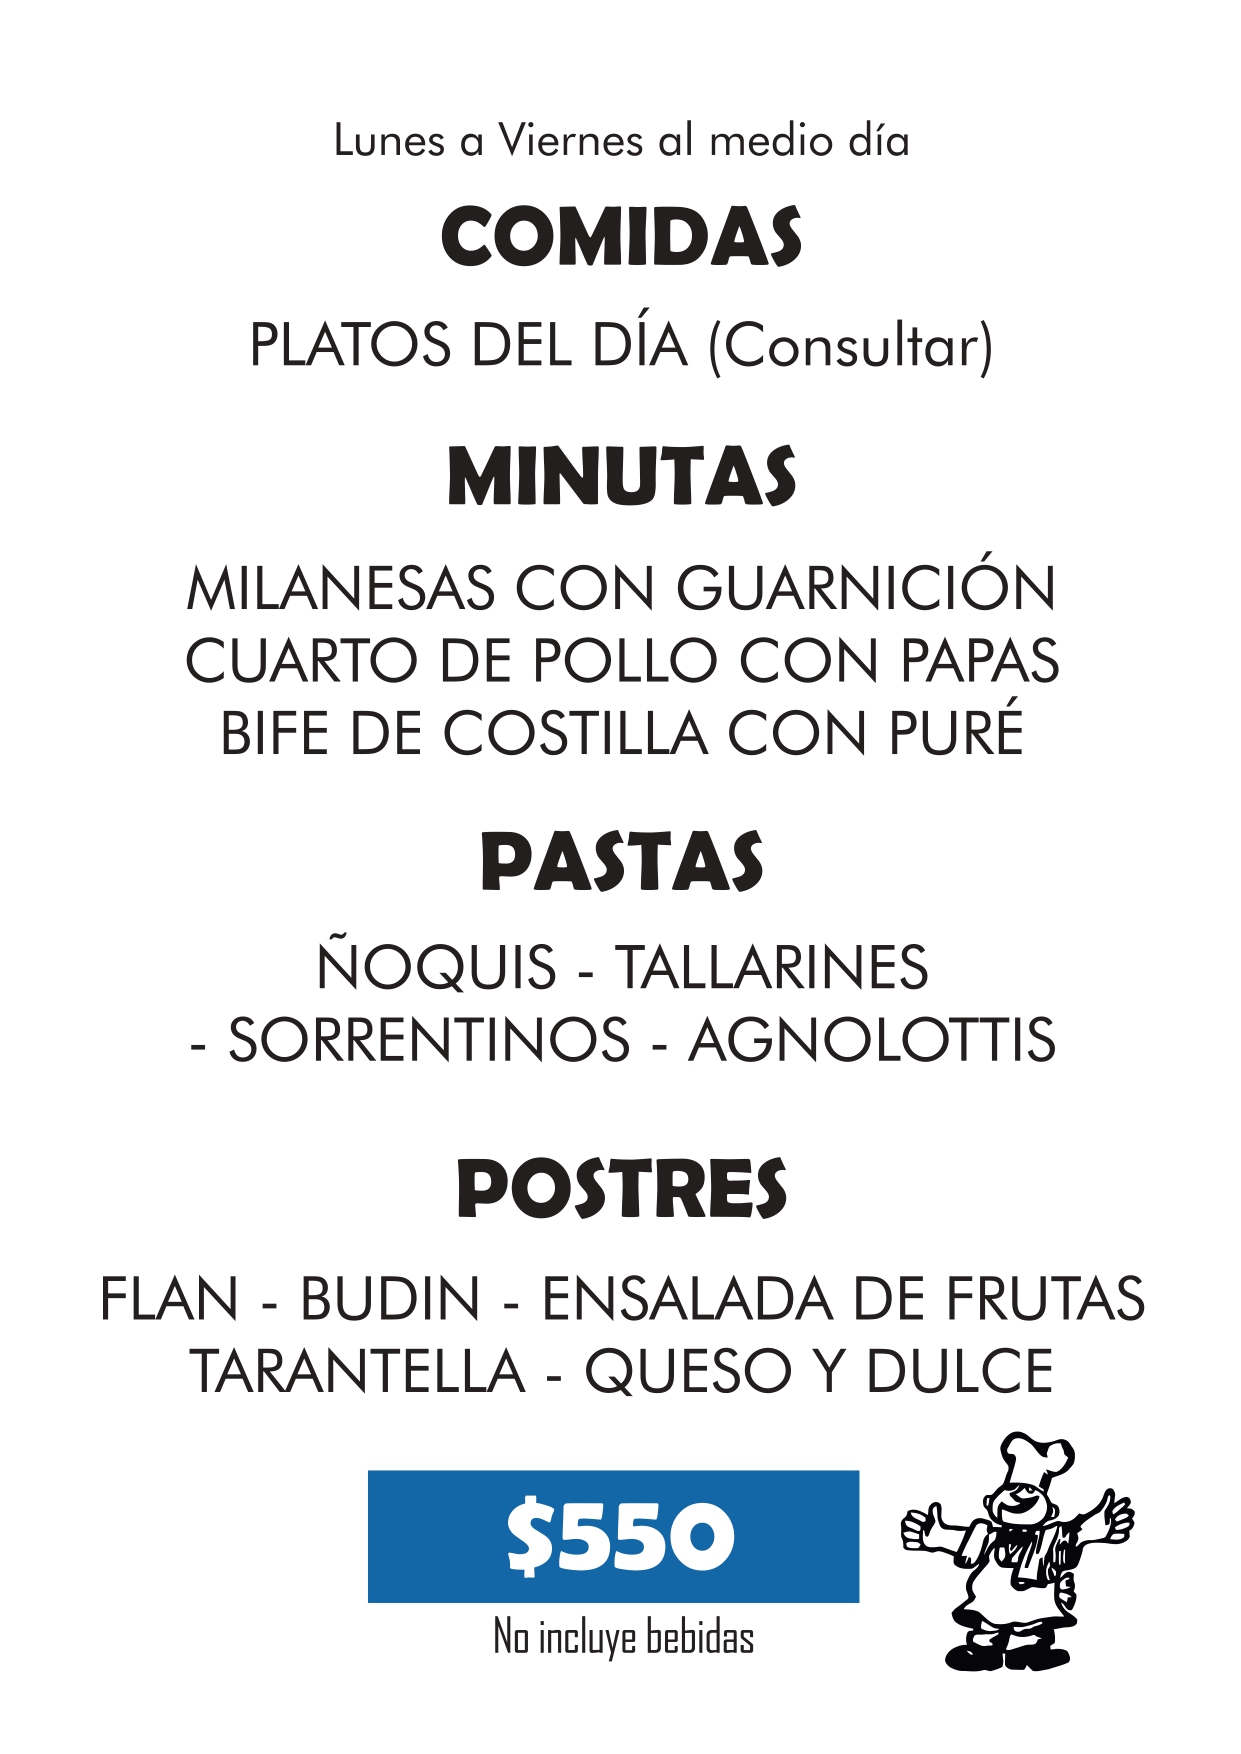 Lunes a Viernes al medio día
COMIDAS
PLATOS DEL DÍA (Consultar)
MINUTAS
MILANESAS CON GUARNICIÓN
CUARTO DE POLLO CON PAPAS
BIFE DE COSTILLA CON PURÉ
PASTAS
ÑOQUIS - TALLARINES
- SORRENTINOS - AGNOLOTTIS
POSTRES
FLAN - BUDIN - ENSALADA DE FRUTAS
TARANTELLA - QUESO Y DULCE
$550
No incluye bebidas